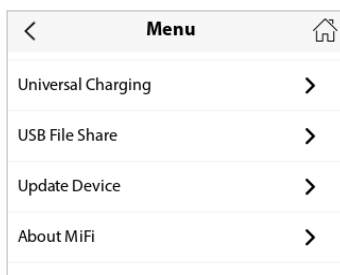 Menu
Universal Charging
USB File Share
Update Device
About MiFi